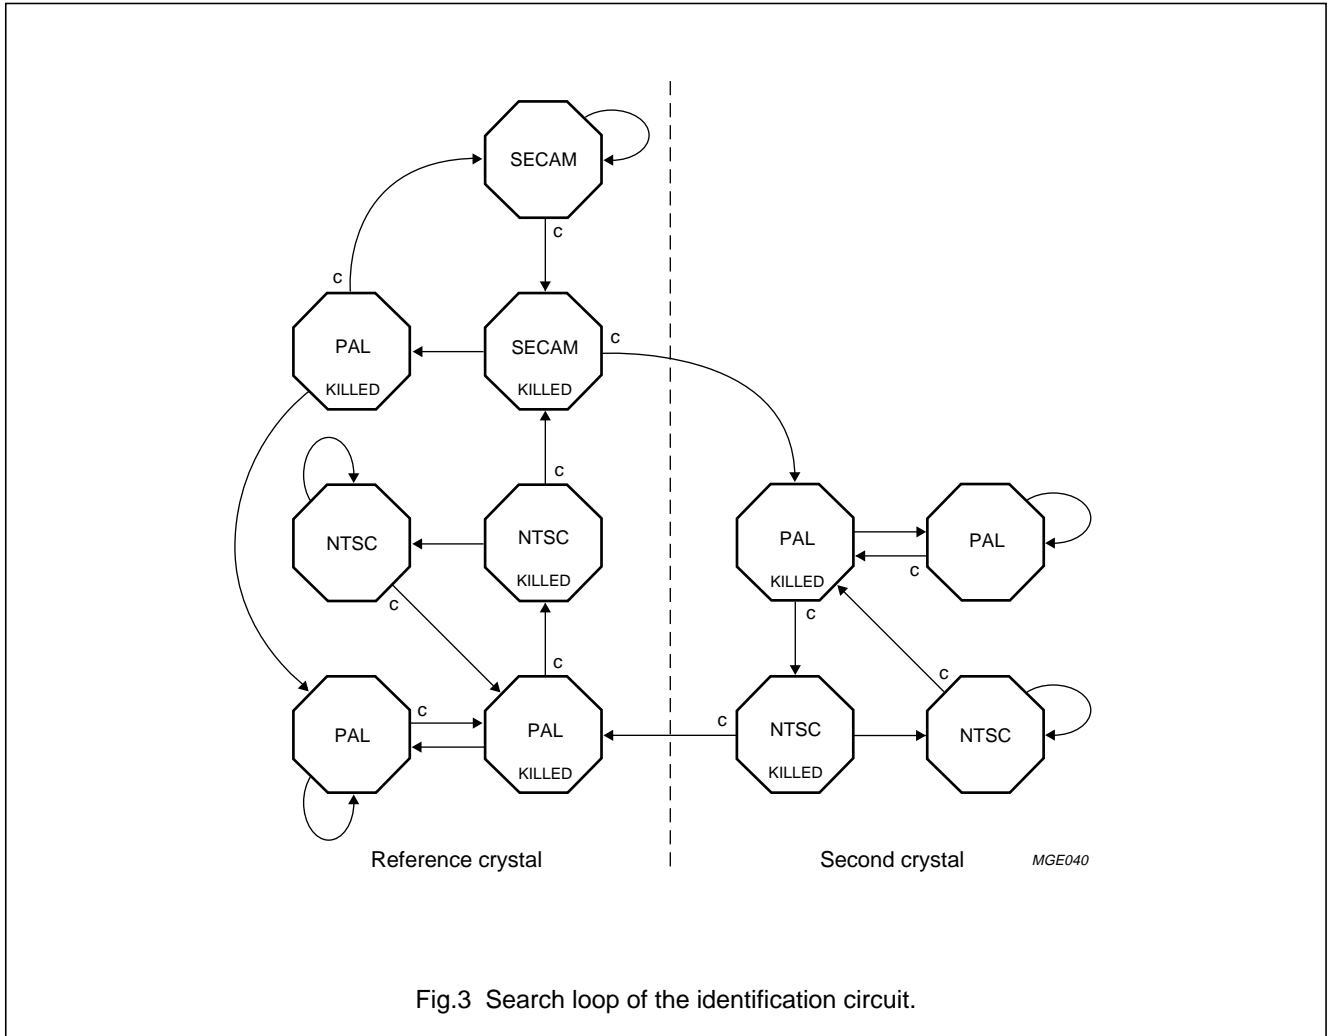 SECAM
c
c
PAL
KILLED
SECAM
KILLED
c
c
NTSC
NTSC
KILLED
PAL
KILLED
PAL
c
c
c
c
c
PAL
c
PAL
KILLED
c
NTSC
KILLED
NTSC
Reference crystal
Second crystal
MGE040
Fig.3 Search loop of the identification circuit.